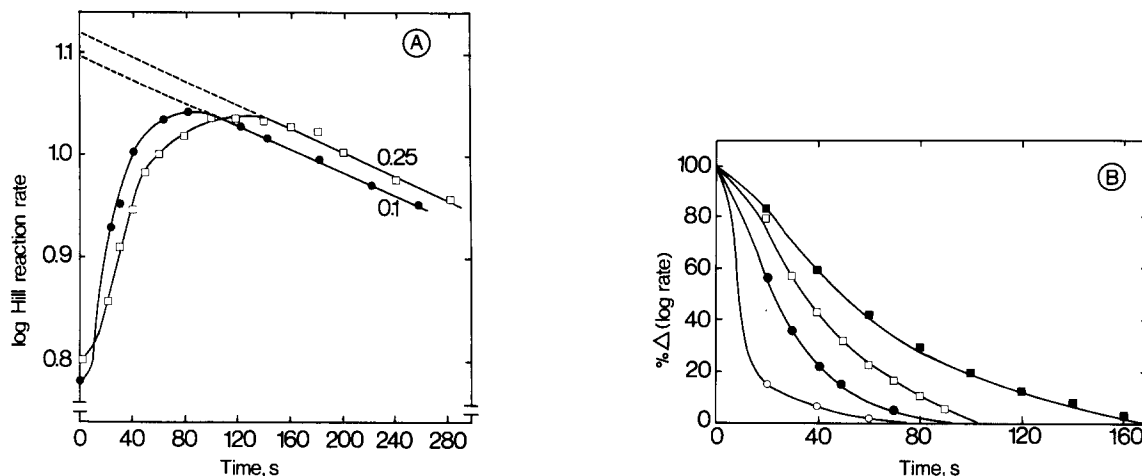 A
log Hill reaction rate
1.1
1.0
0.9
0.8
0.25
0.1
0 40 80 120 160 200 240 280
Time, s
B
% Δ (log rate)
100
80
60
40
20
0
0 40 80 120 160
Time, s